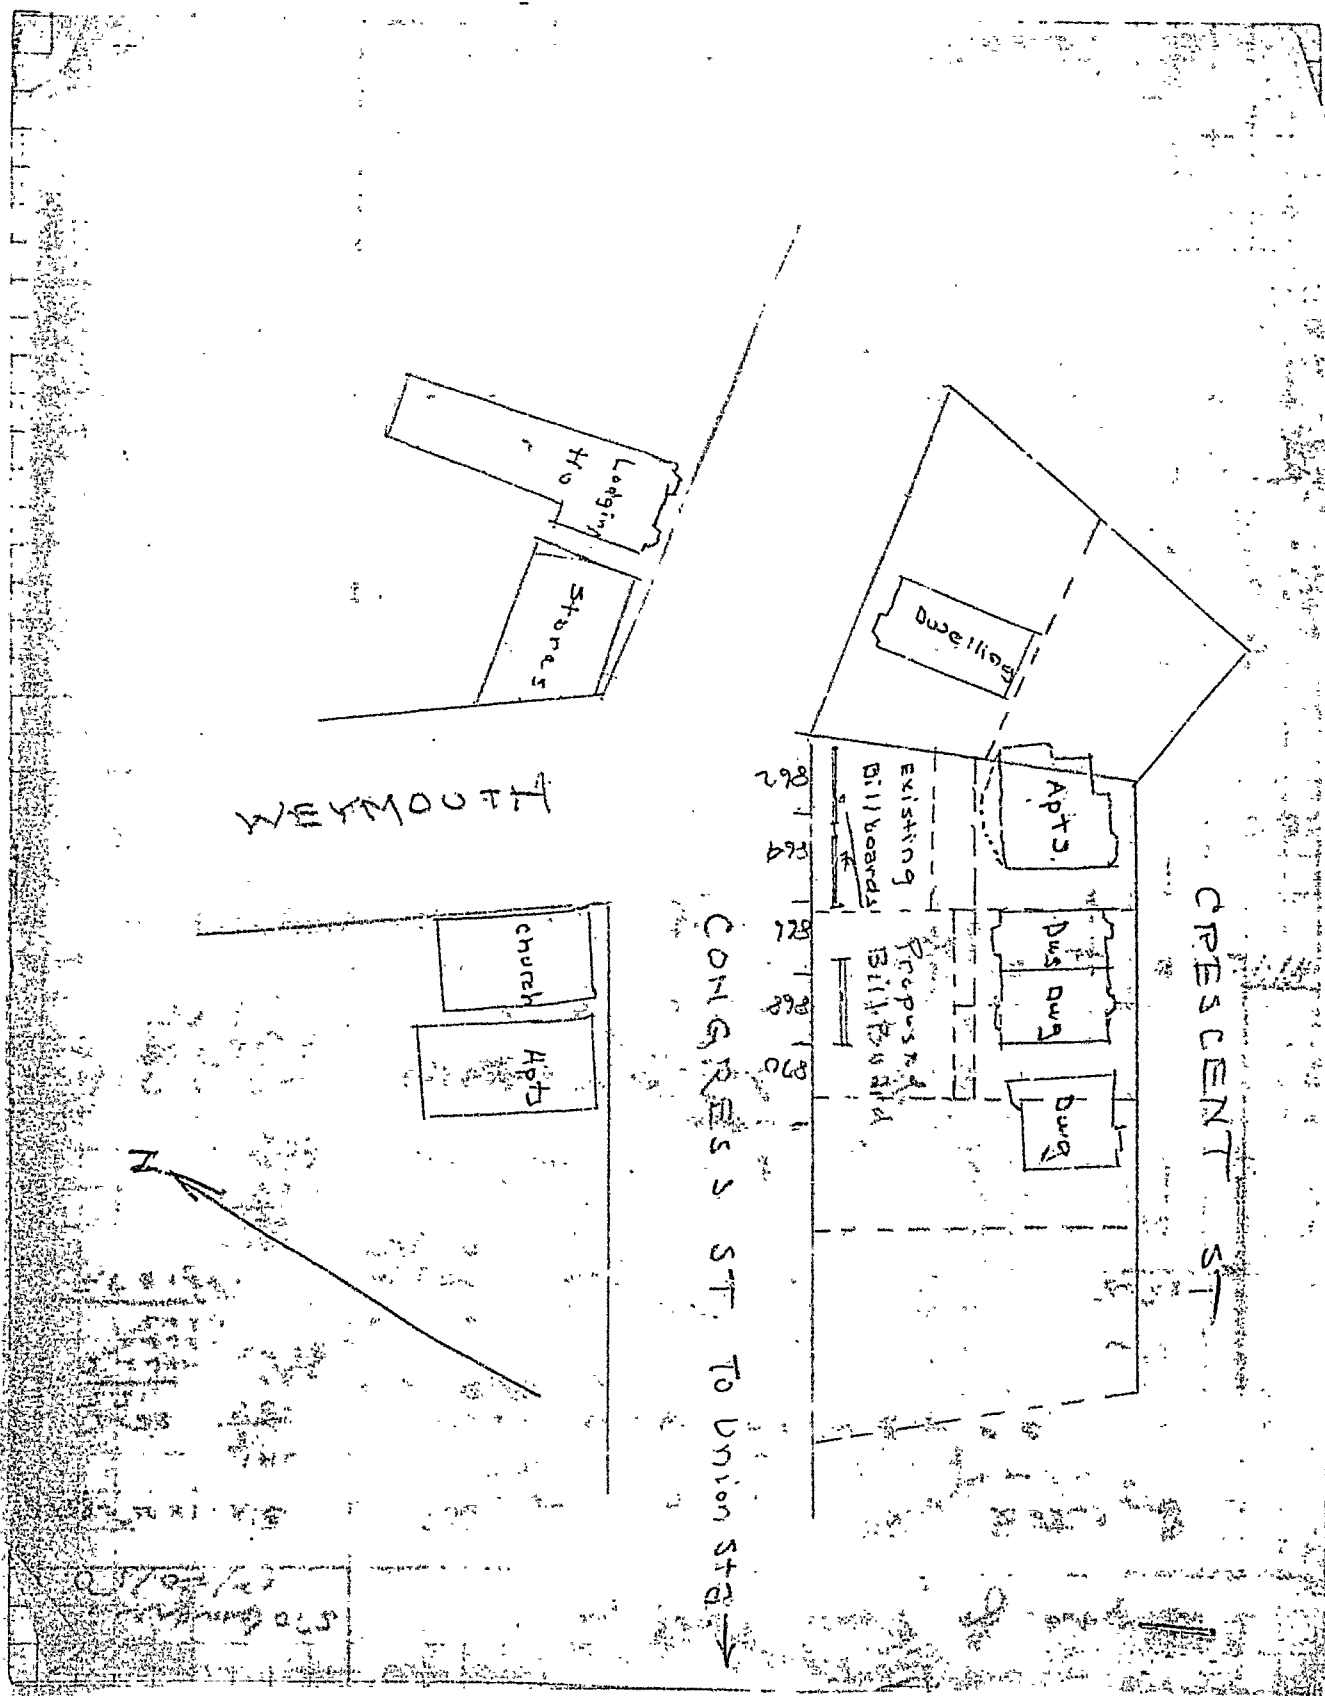 CRESCENT ST
Apts.
Dwg
Dwg
Dwg
Dwelling
Existing
Billboards
Proposed
Billboard
862
864
866
868
870
CONGRESS ST. To Union Sta.
Lodging
Ho
Stores
WEYMOUTH
church
Apts
N